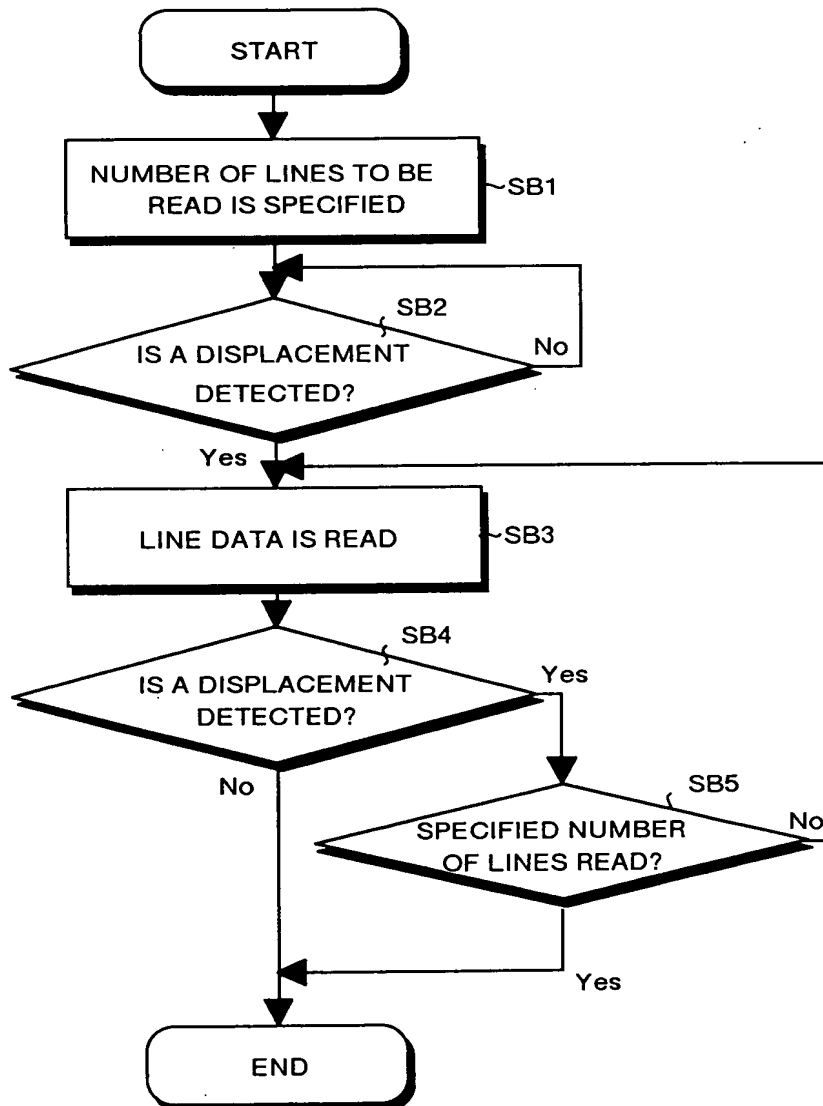 START
NUMBER OF LINES TO BE
READ IS SPECIFIED
SB1
SB2
IS A DISPLACEMENT
DETECTED?
No
Yes
LINE DATA IS READ
SB3
SB4
IS A DISPLACEMENT
DETECTED?
Yes
No
SB5
SPECIFIED NUMBER
OF LINES READ?
No
Yes
END